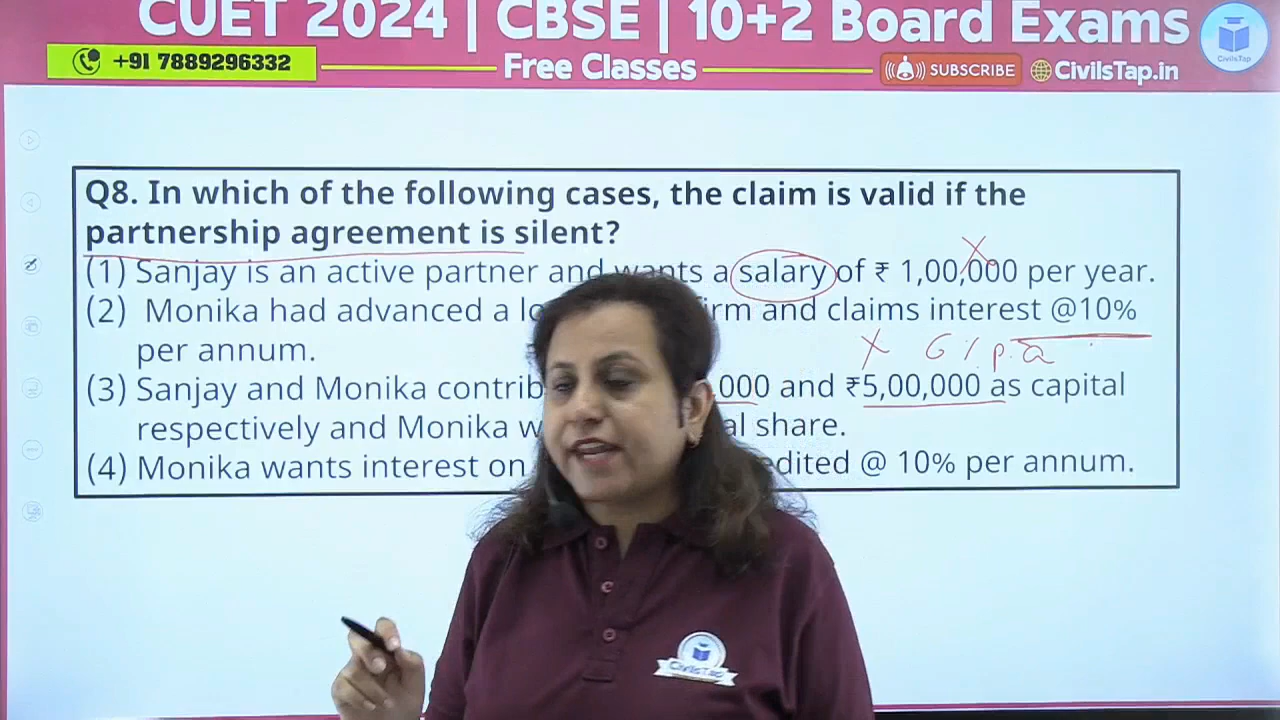 CUET 2024 | CBSE | 10+2 Board Exams
+91 7889296332
Free Classes
SUBSCRIBE
CivilsTap.in
CivilsTap
Q8. In which of the following cases, the claim is valid if the
partnership agreement is silent?
(1) Sanjay is an active partner and wants a salary of ₹ 1,00,000 per year.
(2) Monika had advanced a firm and claims interest @10%
per annum.
X 6 % p.a
(3) Sanjay and Monika 000 and ₹5,00,000 as capital
respectively and Monika share.
(4) Monika wants interest on @ 10% per annum.
CivilsTap